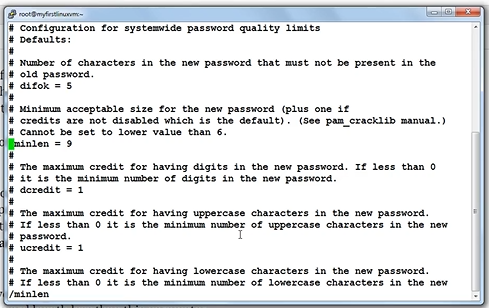 root@myfirstlinuxvm:~
# Configuration for systemwide password quality limits
# Defaults:
#
# Number of characters in the new password that must not be present in the
# old password.
# difok = 5
#
# Minimum acceptable size for the new password (plus one if
# credits are not disabled which is the default). (See pam_cracklib manual.)
# Cannot be set to lower value than 6.
minlen = 9
#
# The maximum credit for having digits in the new password. If less than 0
# it is the minimum number of digits in the new password.
# dcredit = 1
#
# The maximum credit for having uppercase characters in the new password.
# If less than 0 it is the minimum number of uppercase characters in the new
# password.
# ucredit = 1
#
# The maximum credit for having lowercase characters in the new password.
# If less than 0 it is the minimum number of lowercase characters in the new
/minlen